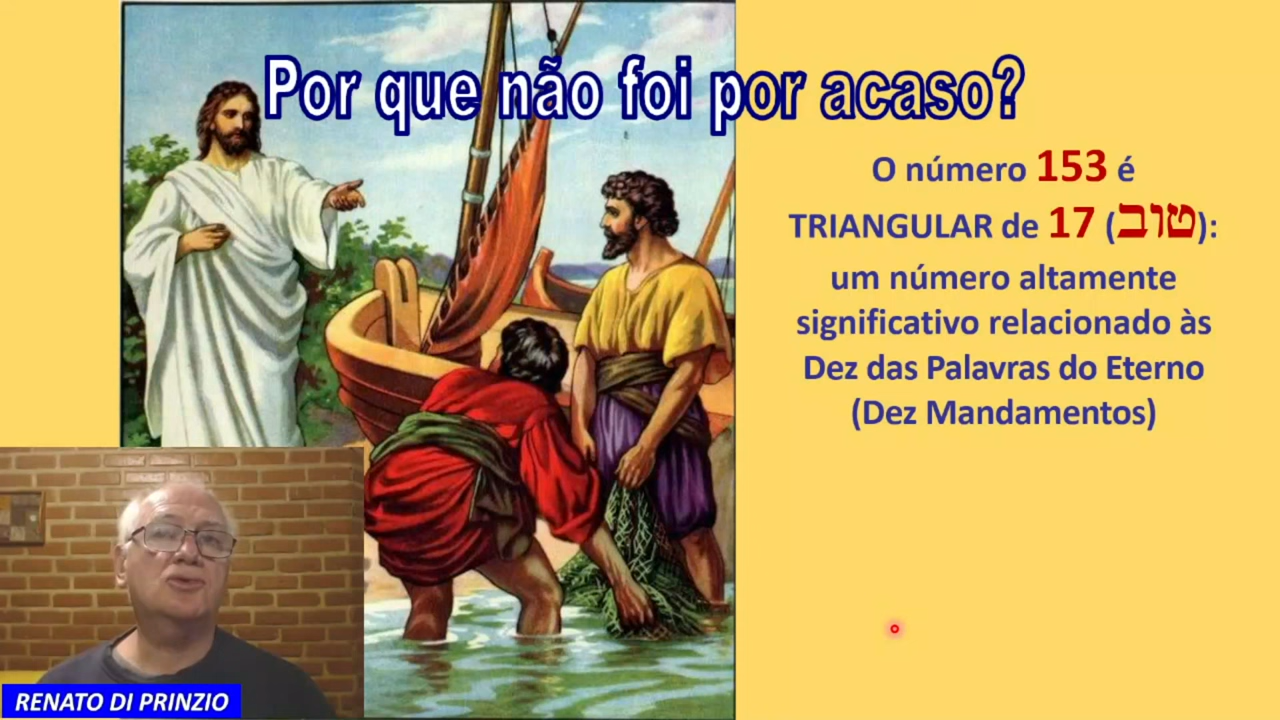 Por que não foi por acaso?
O número 153 é
TRIANGULAR de 17 (טוב):
um número altamente
significativo relacionado às
Dez das Palavras do Eterno
(Dez Mandamentos)
RENATO DI PRINZIO